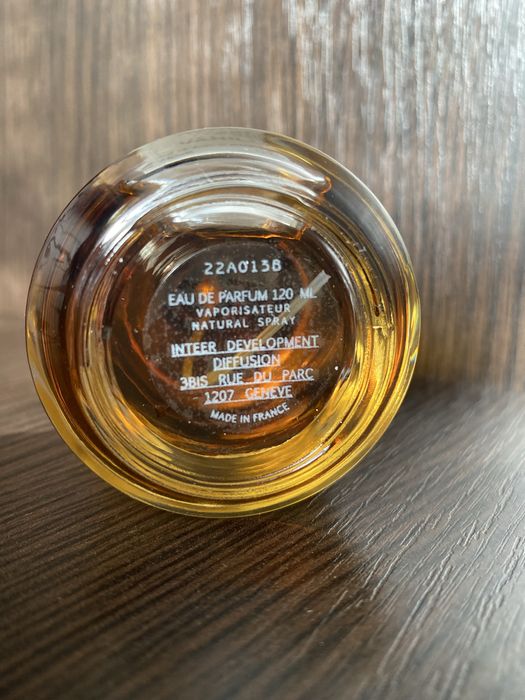 22A013B
EAU DE PARFUM 120 ML
VAPORISATEUR
NATURAL SPRAY
INTEER DEVELOPMENT
DIFFUSION
3BIS RUE DU PARC
1207 GENEVE
MADE IN FRANCE